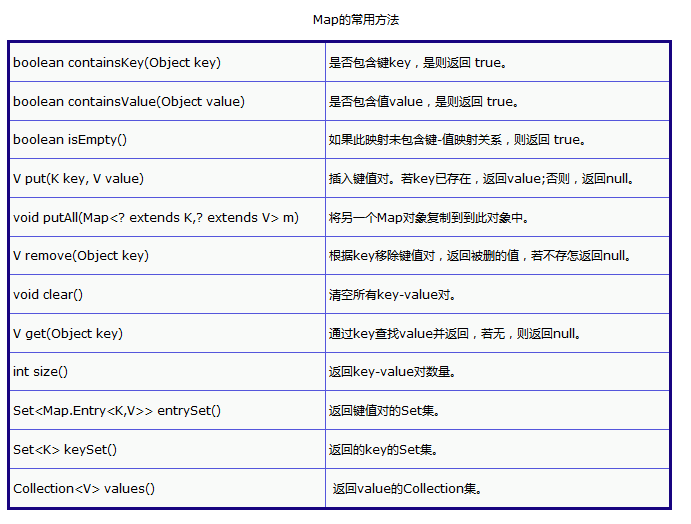 Map的常用方法
boolean containsKey(Object key) 是否包含键key，是则返回 true。
boolean containsValue(Object value) 是否包含值value，是则返回 true。
boolean isEmpty() 如果此映射未包含键-值映射关系，则返回 true。
V put(K key, V value) 插入键值对。若key已存在，返回value;否则，返回null。
void putAll(Map<? extends K,? extends V> m) 将另一个Map对象复制到到此对象中。
V remove(Object key) 根据key移除键值对，返回被删的值，若不存怎返回null。
void clear() 清空所有key-value对。
V get(Object key) 通过key查找value并返回，若无，则返回null。
int size() 返回key-value对数量。
Set<Map.Entry<K,V>> entrySet() 返回键值对的Set集。
Set<K> keySet() 返回的key的Set集。
Collection<V> values() 返回value的Collection集。